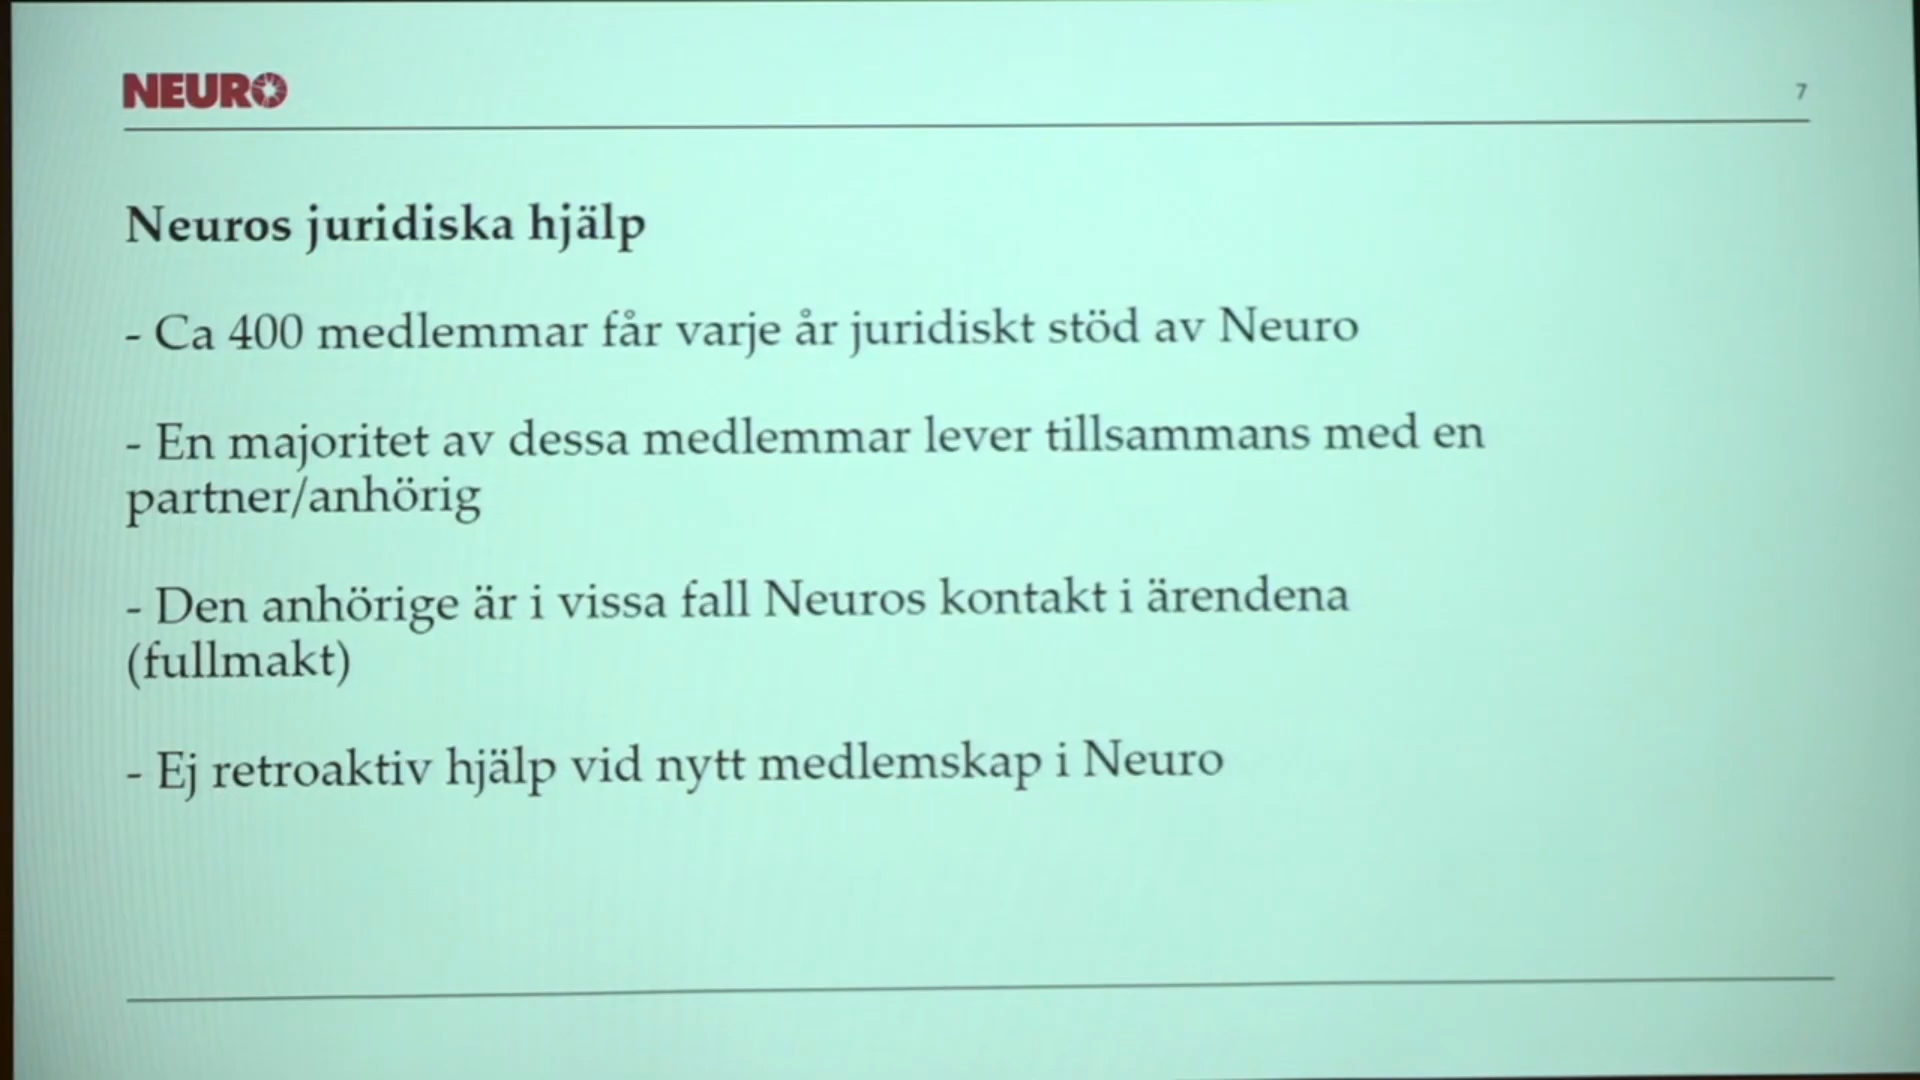 NEURO
7
Neuros juridiska hjälp
- Ca 400 medlemmar får varje år juridiskt stöd av Neuro
- En majoritet av dessa medlemmar lever tillsammans med en
partner/anhörig
- Den anhörige är i vissa fall Neuros kontakt i ärendena
(fullmakt)
- Ej retroaktiv hjälp vid nytt medlemskap i Neuro